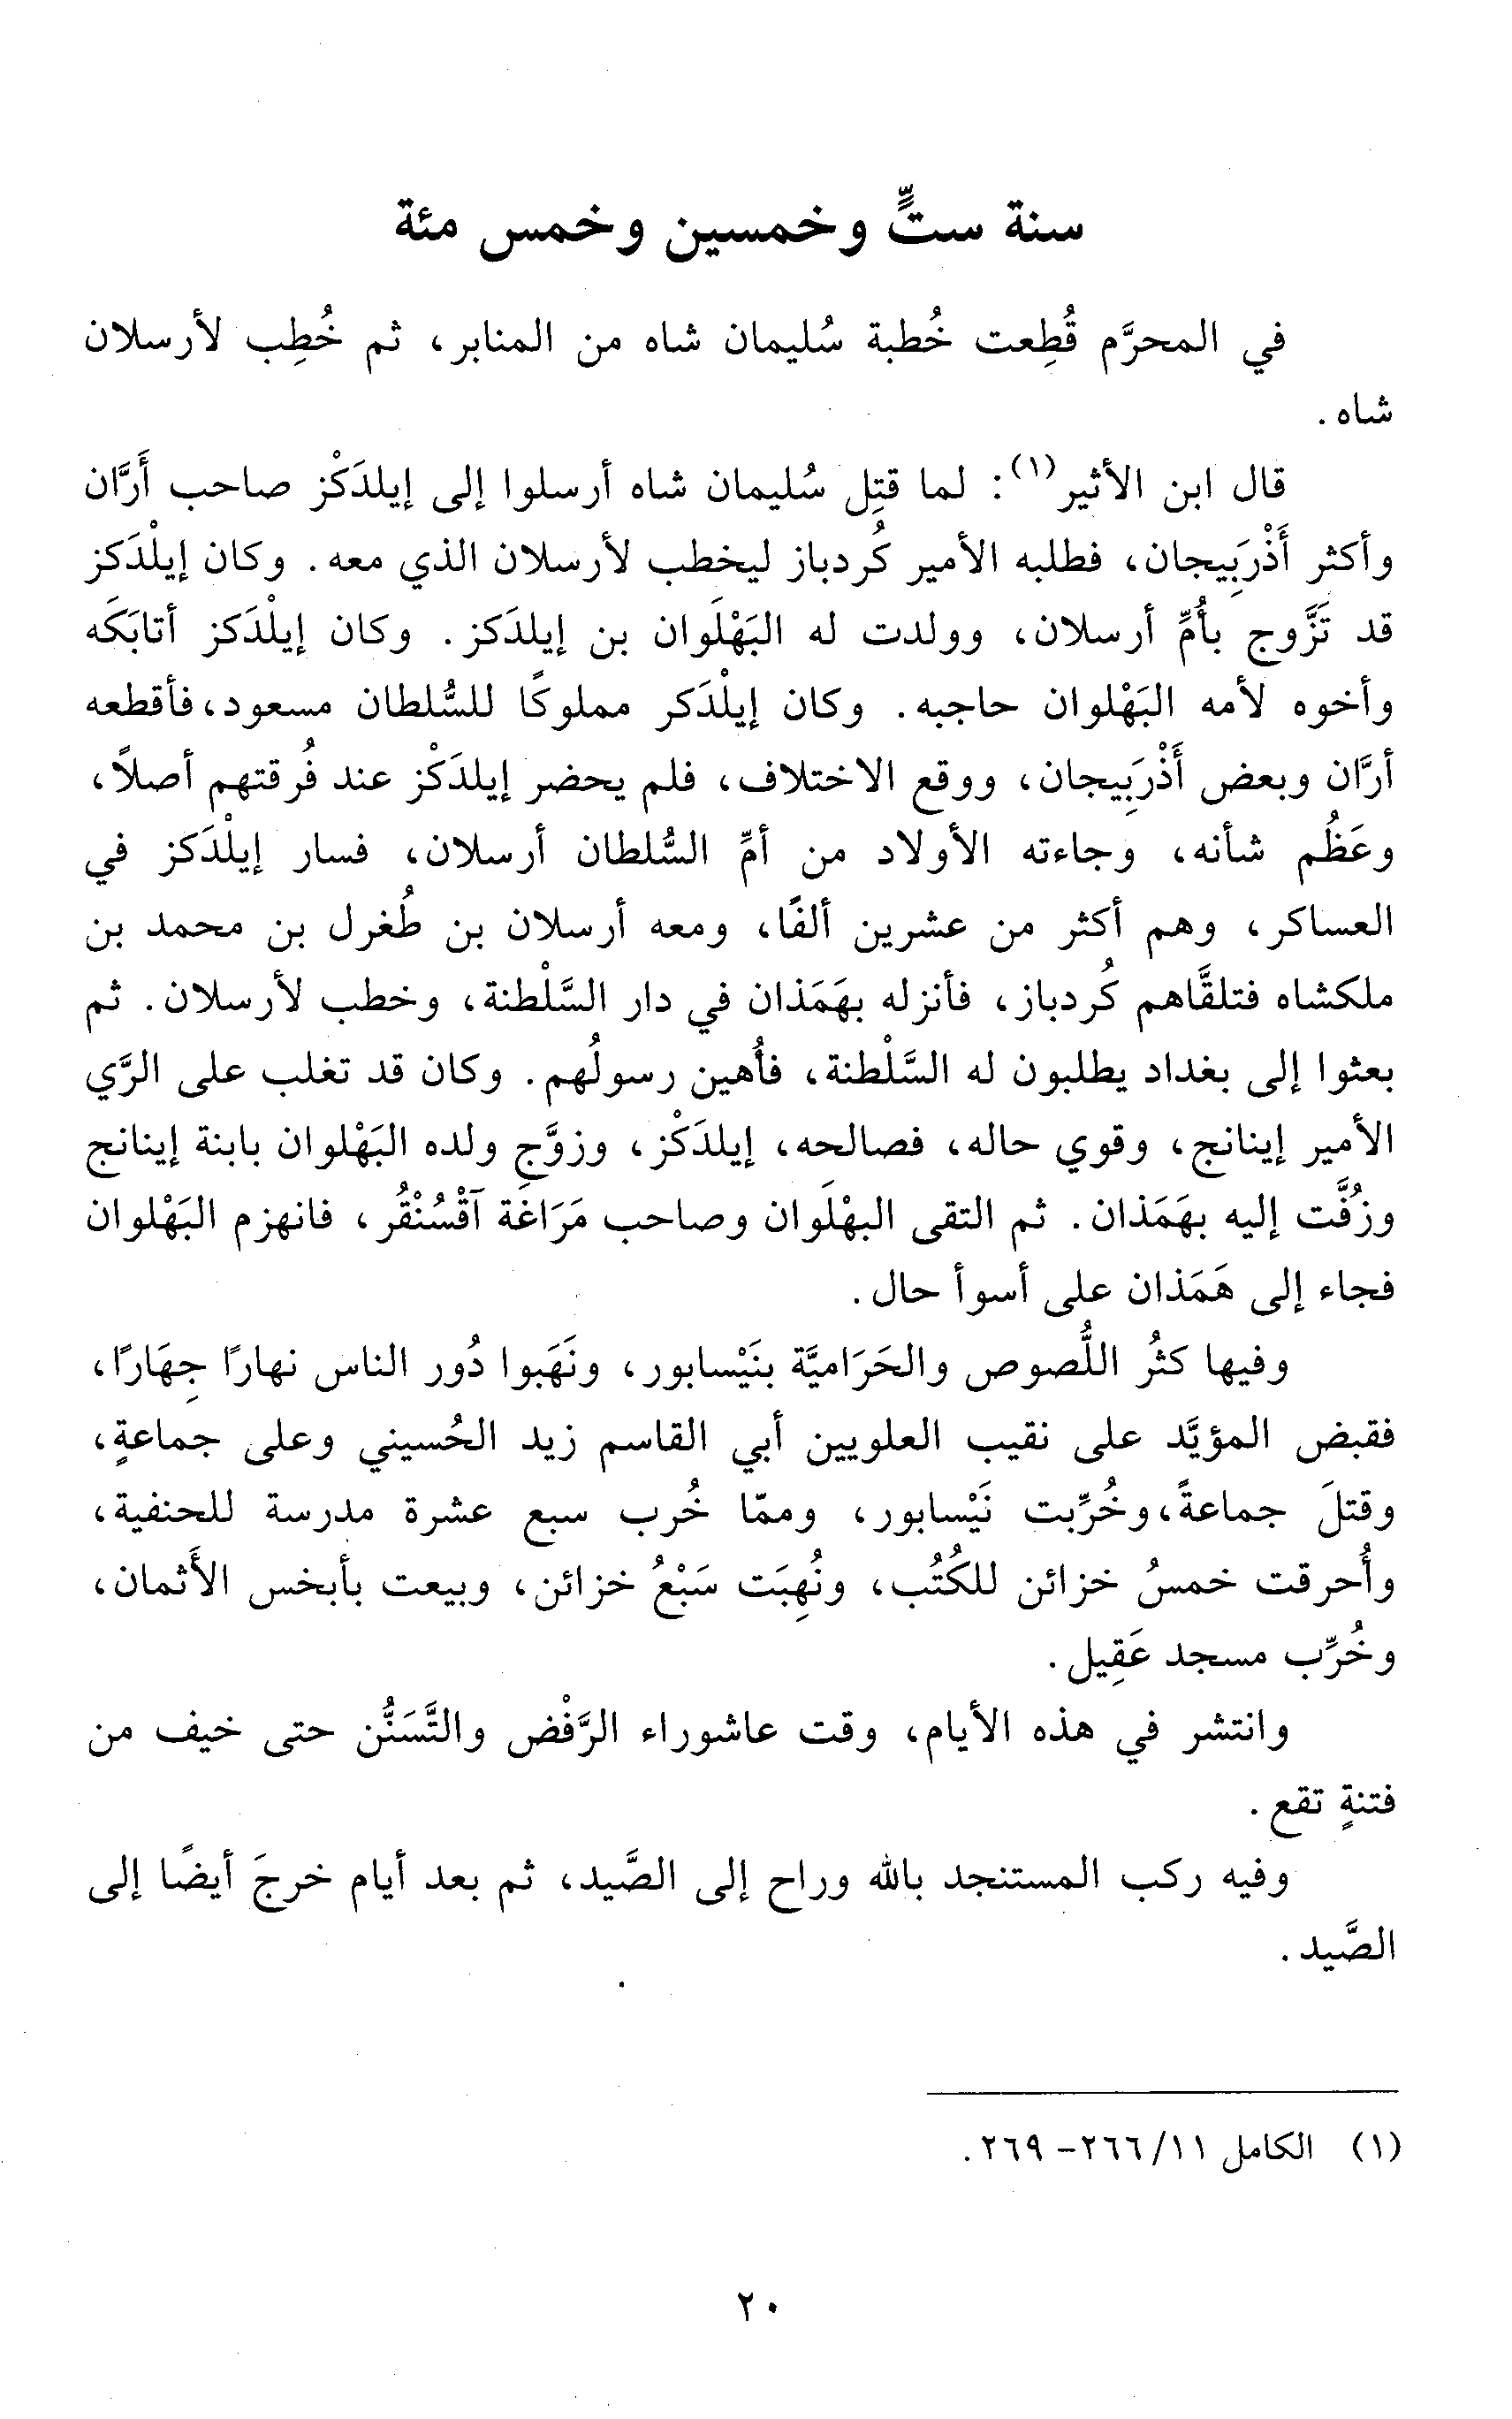 سنة ستٍّ وخمسين وخمس مئة
في المحرَّم قُطِعت خُطبة سُليمان شاه من المنابر، ثم خُطِب لأرسلان
شاه.
قال ابن الأثير(١): لما قتِل سُليمان شاه أرسلوا إلى إيلدَكْز صاحب أَرَّان
وأكثر أَذْرَبِيجان، فطلبه الأمير كُردباز ليخطب لأرسلان الذي معه. وكان إيلْدَكز
قد تَزَّوج بأُمِّ أرسلان، وولدت له البَهْلَوان بن إيلدَكز. وكان إيلْدَكز أتابَكَه
وأخوه لأمه البَهْلوان حاجبه. وكان إيلْدَكر مملوكًا للسُّلطان مسعود، فأقطعه
أرَّان وبعض أَذْرَبِيجان، ووقع الاختلاف، فلم يحضر إيلدَكْز عند فُرقتهم أصلاً،
وعَظُم شأنه، وجاءته الأولاد من أمِّ السُّلطان أرسلان، فسار إيلْدَكز في
العساكر، وهم أكثر من عشرين ألفًا، ومعه أرسلان بن طُغرل بن محمد بن
ملكشاه فتلقَّاهم كُردباز، فأنزله بهَمَذان في دار السَّلْطنة، وخطب لأرسلان. ثم
بعثوا إلى بغداد يطلبون له السَّلْطنة، فأُهين رسولُهم. وكان قد تغلب على الرَّي
الأمير إينانج، وقوي حاله، فصالحه، إيلدَكْز، وزوَّج ولده البَهْلوان بابنة إينانج
وزُفَّت إليه بهَمَذان. ثم التقى البهْلَوان وصاحب مَرَاغَة آقْسُنْقُر، فانهزم البَهْلوان
فجاء إلى هَمَذان على أسوأ حال.
وفيها كثُر اللُّصوص والحَرَاميَّة بنَيْسابور، ونَهَبوا دُور الناس نهارًا جِهَارًا،
فقبض المؤيَّد على نقيب العلويين أبي القاسم زيد الحُسيني وعلى جماعةٍ،
وقتلَ جماعةً، وخُرِّبت نَيْسابور، وممّا خُرب سبع عشرة مدرسة للحنفية،
وأُحرقت خمسُ خزائن للكُتُب، ونُهِبَت سَبْعُ خزائن، وبيعت بأبخس الأَثمان،
وخُرِّب مسجد عَقِيل.
وانتشر في هذه الأيام، وقت عاشوراء الرَّفْض والتَّسَنُّن حتى خيف من
فتنةٍ تقع.
وفيه ركب المستنجد بالله وراح إلى الصَّيد، ثم بعد أيام خرجَ أيضًا إلى
الصَّيد.
(١) الكامل ١١/ ٢٦٦- ٢٦٩.
٢٠